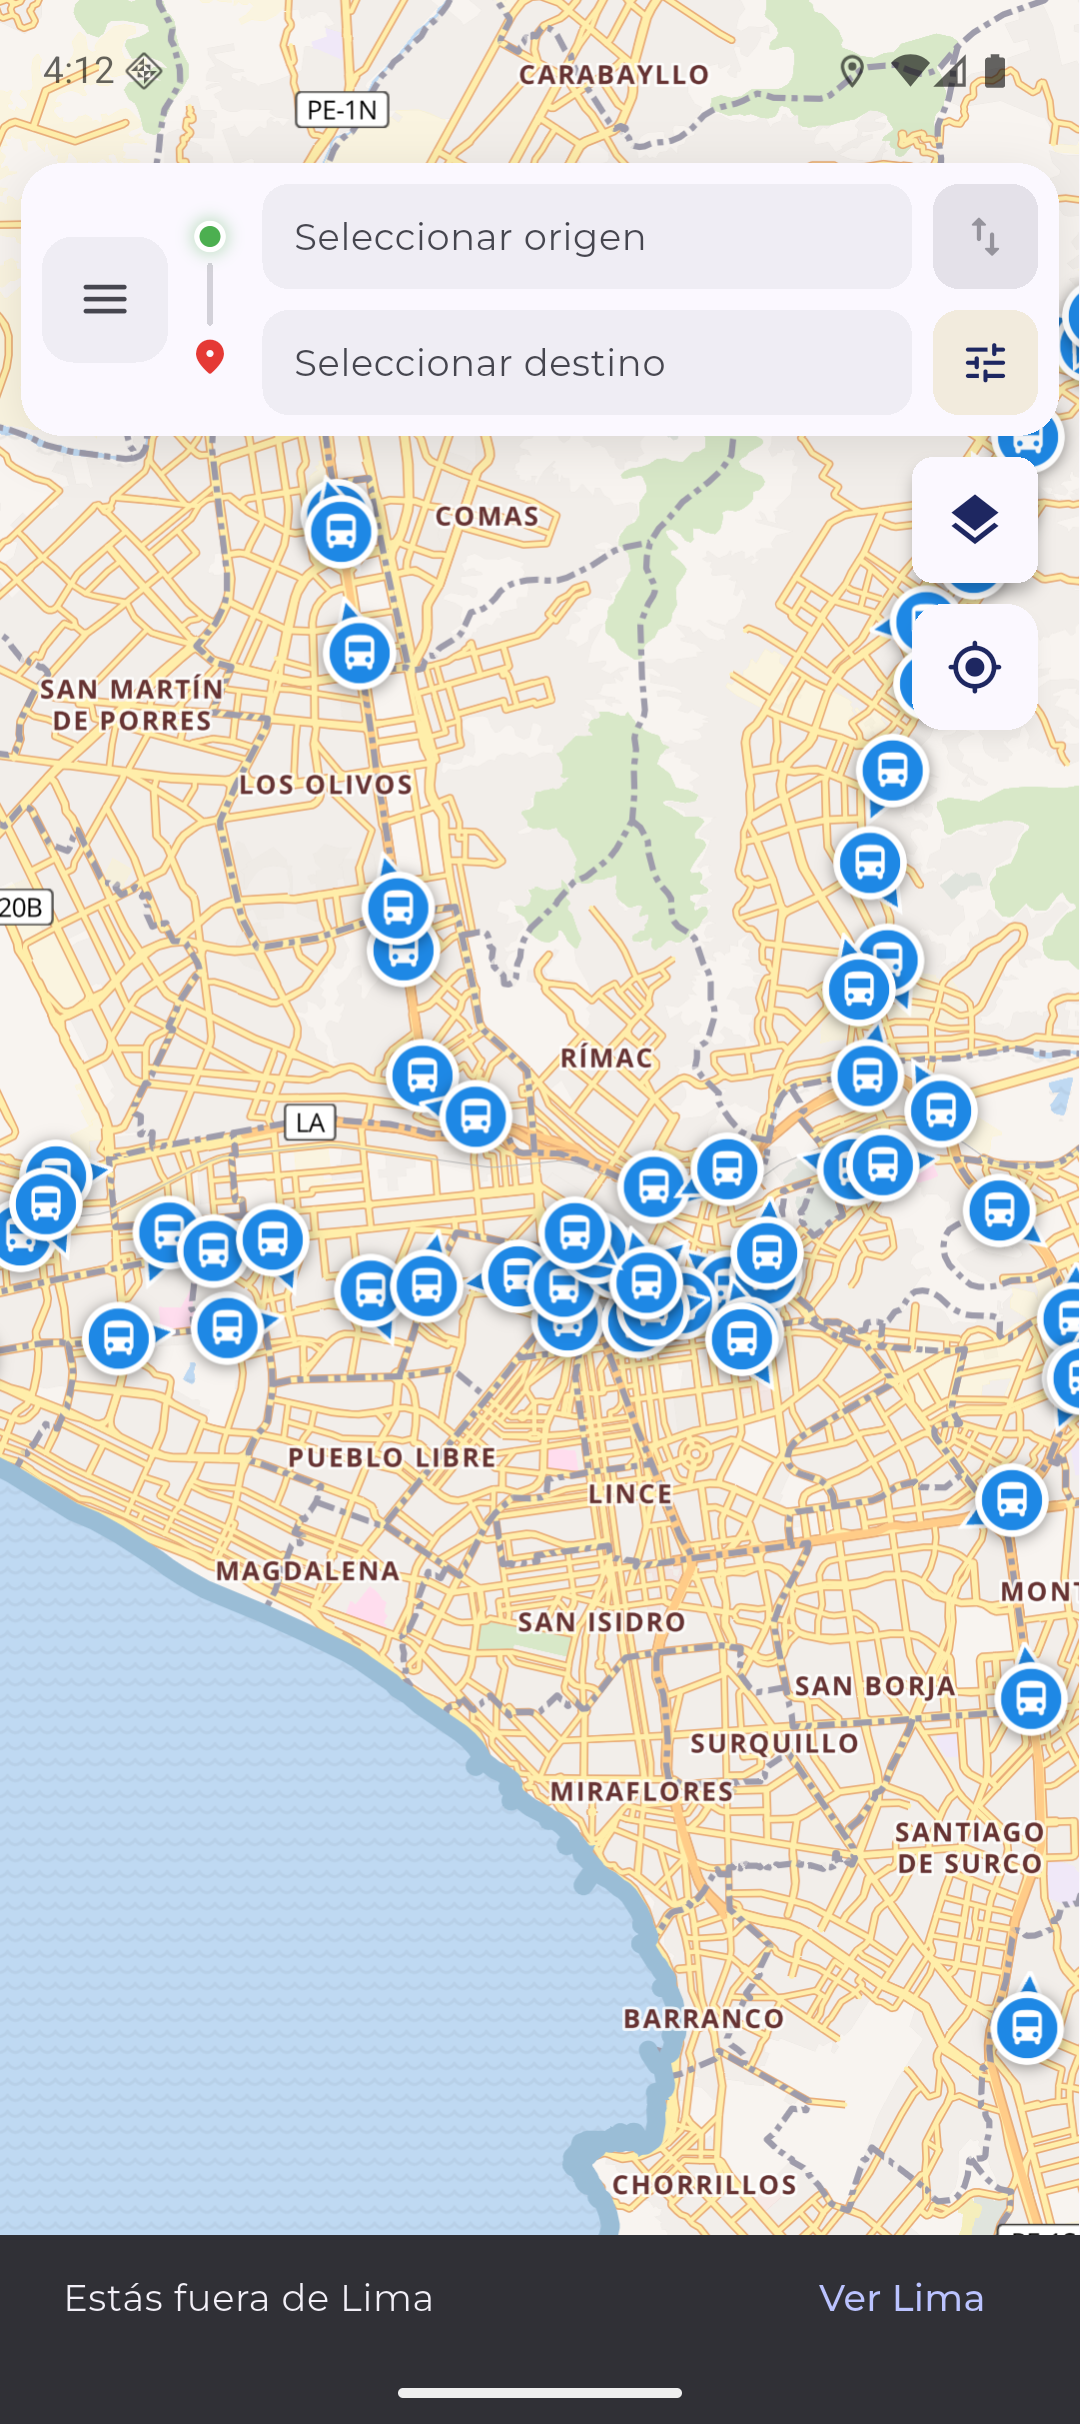 4:12
CARABAYLLO
PE-1N
Seleccionar origen
Seleccionar destino
COMAS
SAN MARTÍN
DE PORRES
LOS OLIVOS
20B
RÍMAC
LA
PUEBLO LIBRE
LINCE
MAGDALENA
MONT
SAN ISIDRO
SAN BORJA
SURQUILLO
MIRAFLORES
SANTIAGO
DE SURCO
BARRANCO
CHORRILLOS
Estás fuera de Lima
Ver Lima